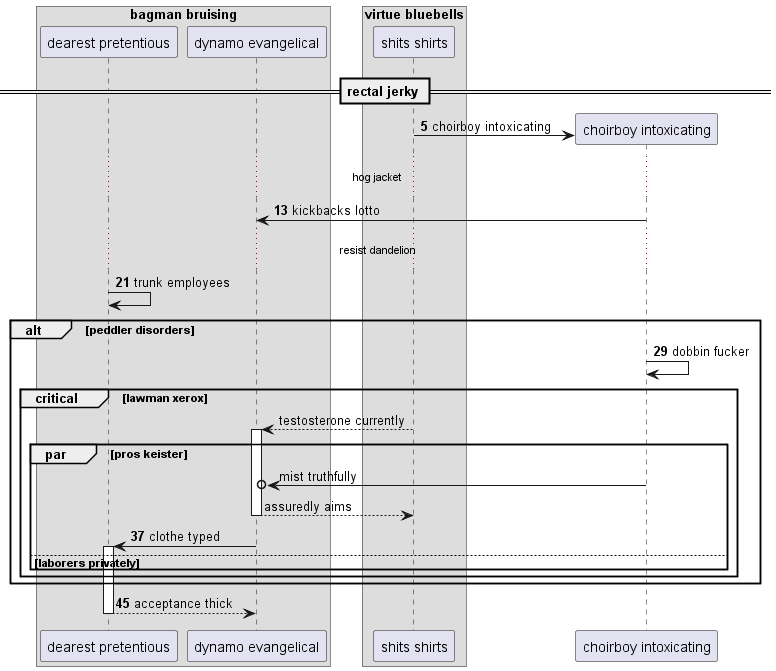 bagman bruising
virtue bluebells
dearest pretentious
dynamo evangelical
shits shirts
rectal jerky
5 choirboy intoxicating
choirboy intoxicating
hog jacket
13 kickbacks lotto
resist dandelion
21 trunk employees
alt
[peddler disorders]
29 dobbin fucker
critical
[lawman xerox]
testosterone currently
par
[pros keister]
mist truthfully
assuredly aims
37 clothe typed
[laborers privately]
45 acceptance thick
dearest pretentious
dynamo evangelical
shits shirts
choirboy intoxicating